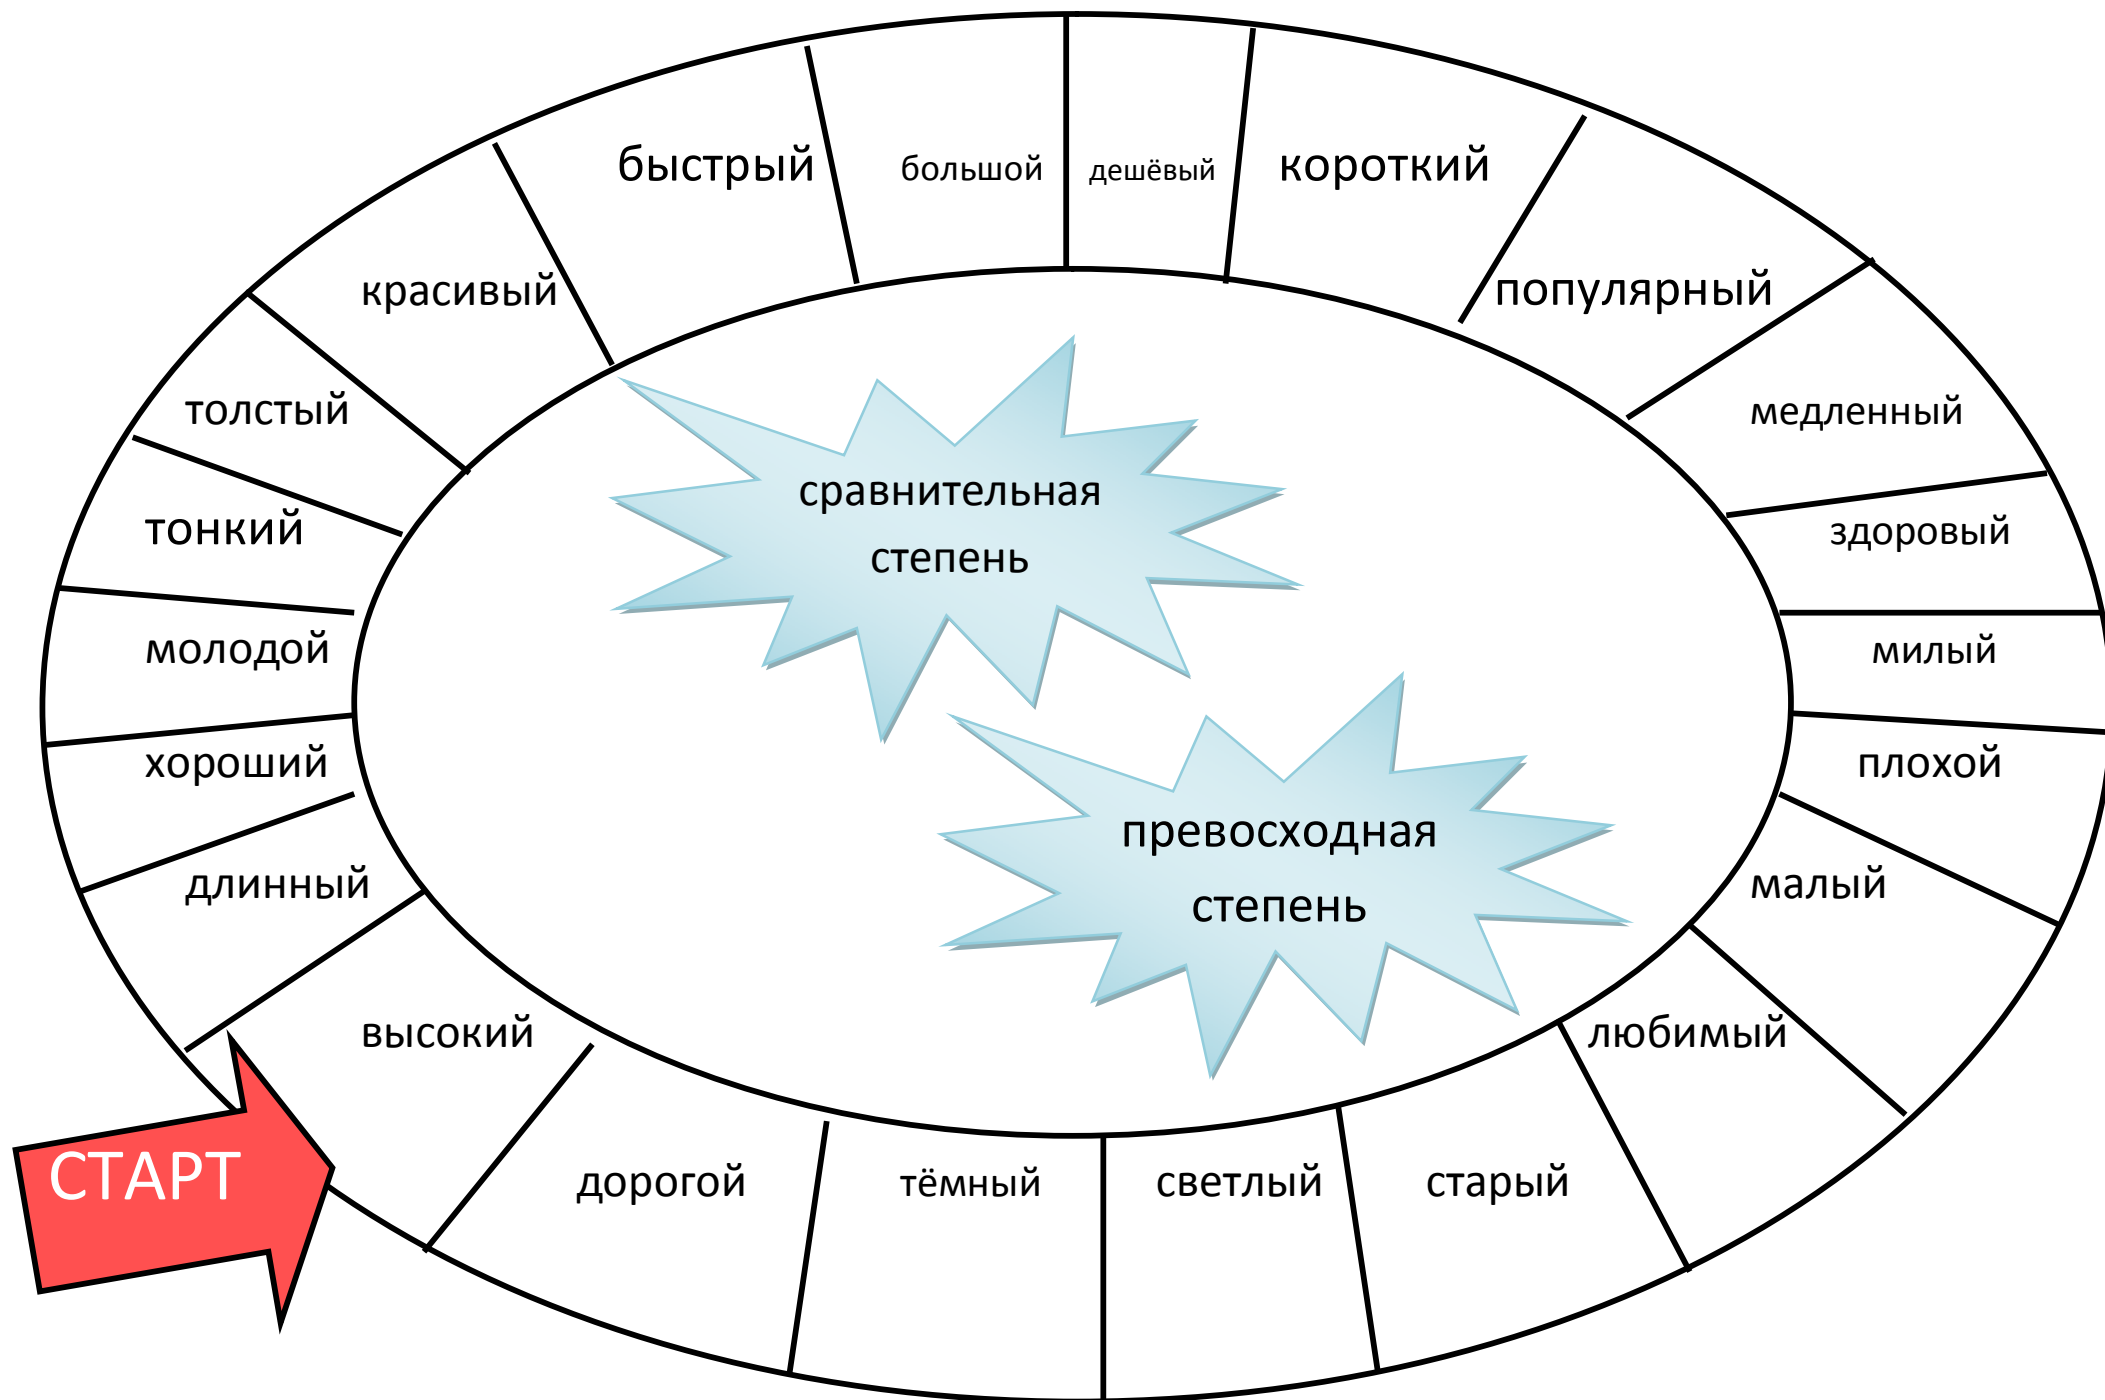 быстрый
большой
дешёвый
короткий
красивый
популярный
толстый
медленный
сравнительная
степень
тонкий
здоровый
молодой
милый
хороший
плохой
превосходная
степень
длинный
малый
высокий
любимый
СТАРТ
дорогой
тёмный
светлый
старый